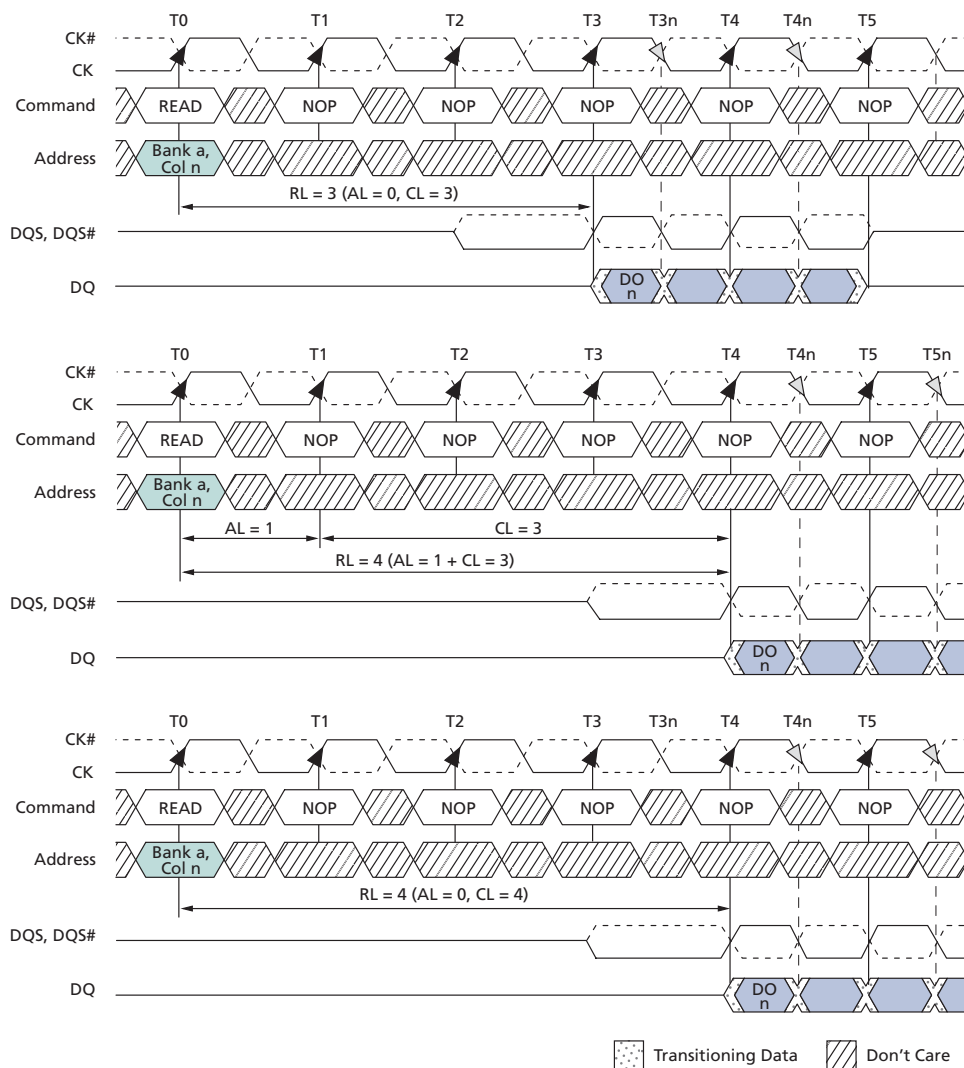 T0 T1 T2 T3 T3n T4 T4n T5
CK#
CK
Command READ NOP NOP NOP NOP NOP
Address Bank a,
Col n
RL = 3 (AL = 0, CL = 3)
DQS, DQS#
DQ DO
n
T0 T1 T2 T3 T4 T4n T5 T5n
CK#
CK
Command READ NOP NOP NOP NOP NOP
Address Bank a,
Col n
AL = 1 CL = 3
RL = 4 (AL = 1 + CL = 3)
DQS, DQS#
DQ DO
n
T0 T1 T2 T3 T3n T4 T4n T5
CK#
CK
Command READ NOP NOP NOP NOP NOP
Address Bank a,
Col n
RL = 4 (AL = 0, CL = 4)
DQS, DQS#
DQ DO
n
Transitioning Data Don't Care